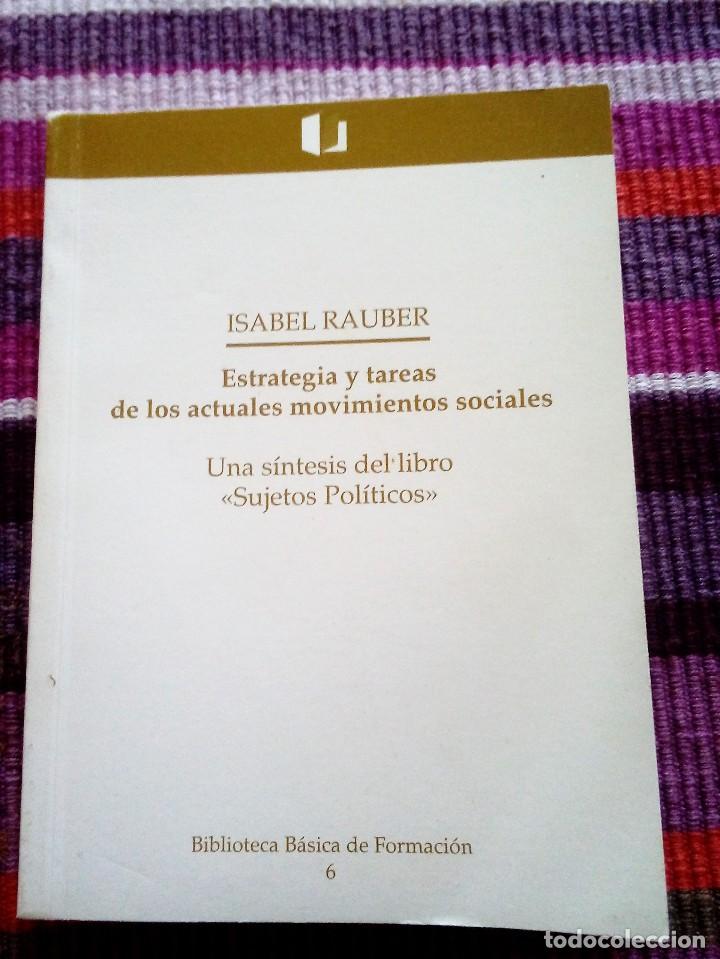 ISABEL RAUBER
Estrategia y tareas
de los actuales movimientos sociales
Una síntesis del libro
«Sujetos Políticos»
Biblioteca Básica de Formación
6
todocoleccion